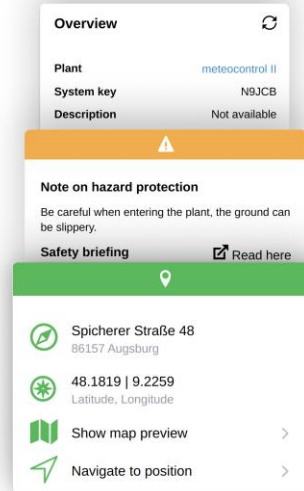 Overview
Plant meteocontrol II
System key N9JCB
Description Not available
Note on hazard protection
Be careful when entering the plant, the ground can
be slippery.
Safety briefing Read here
Spicherer Straße 48
86157 Augsburg
48.1819 | 9.2259
Latitude, Longitude
Show map preview
Navigate to position